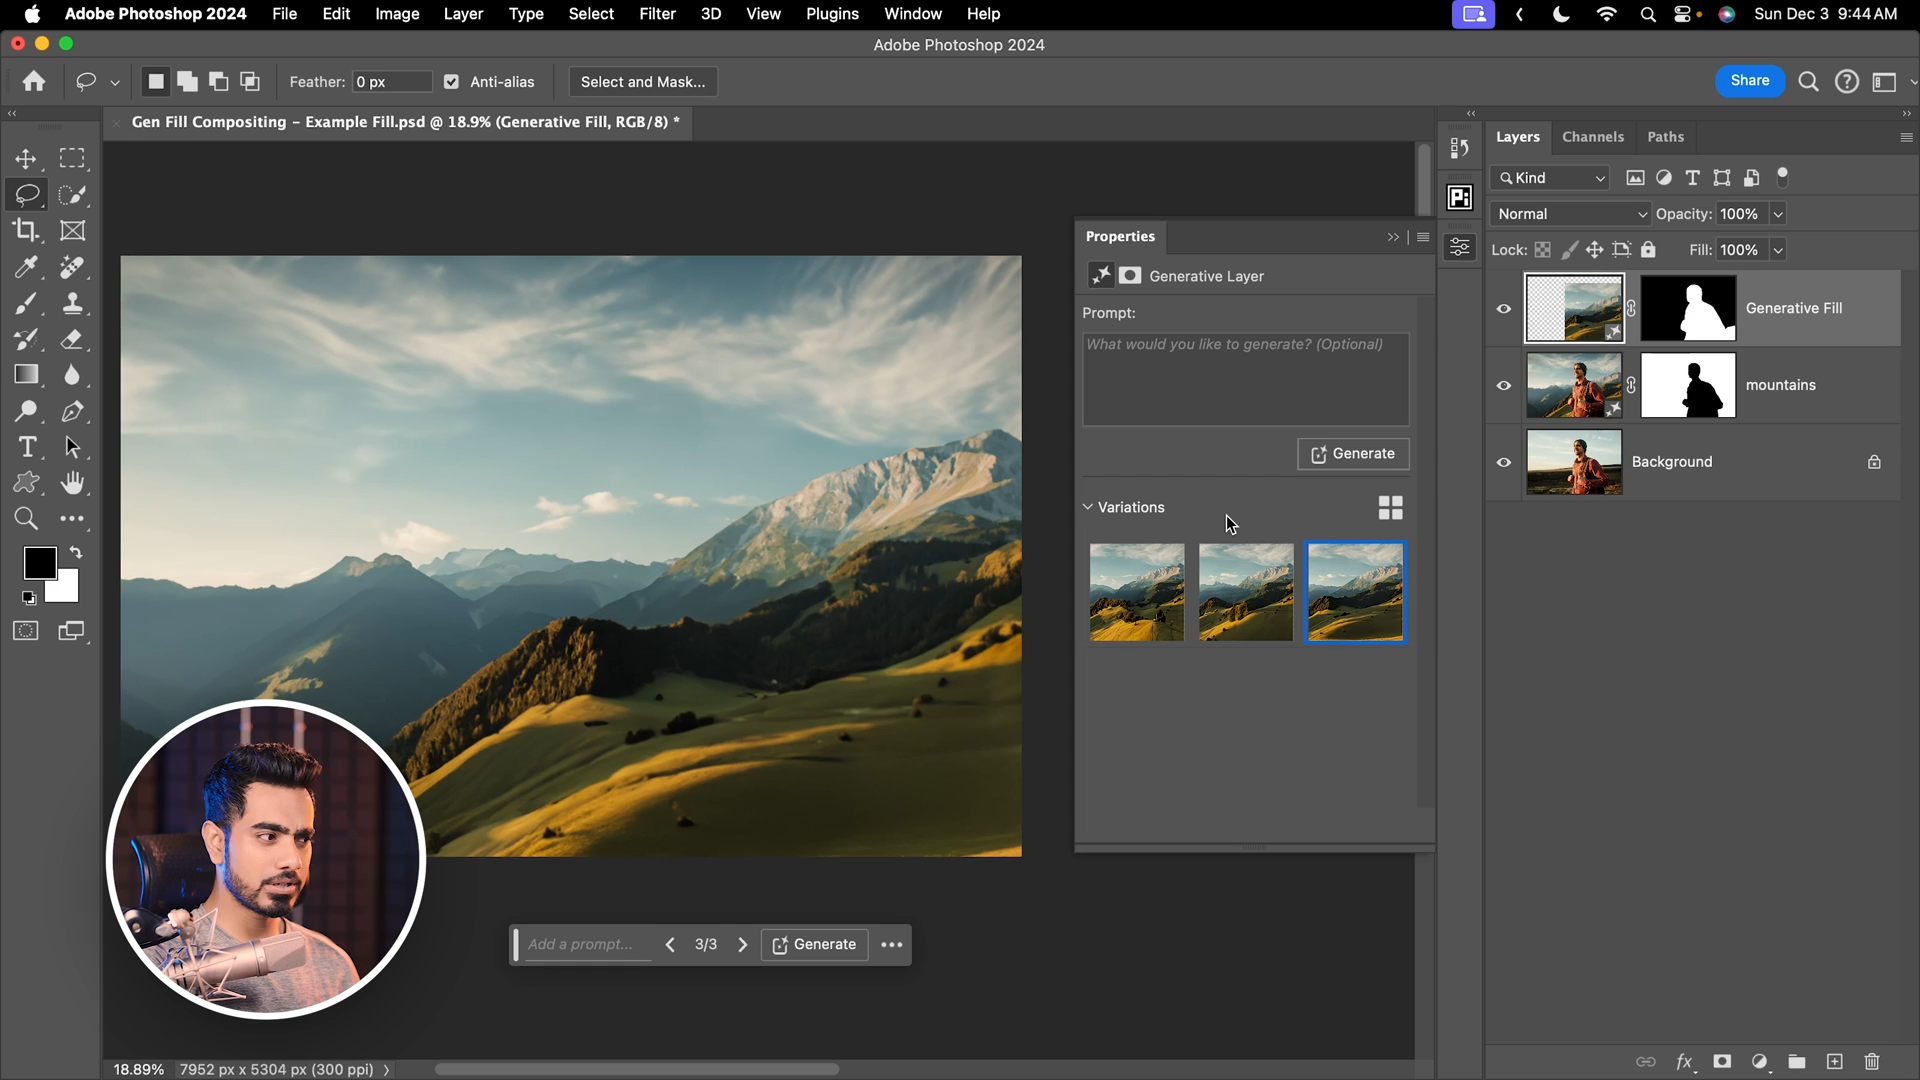 Adobe Photoshop 2024 File Edit Image Layer Type Select Filter 3D View Plugins Window Help Sun Dec 3 9:44 AM
Adobe Photoshop 2024
Feather: 0 px Anti-alias Select and Mask... Share
Gen Fill Compositing - Example Fill.psd @ 18.9% (Generative Fill, RGB/8) *
Layers Channels Paths
Kind
Pi
Normal Opacity: 100%
Properties
Lock: Fill: 100%
Generative Layer
Prompt:
Generative Fill
What would you like to generate? (Optional)
mountains
Generate
Background
Variations
Add a prompt... 3/3 Generate
18.89% 7952 px x 5304 px (300 ppi)
fx